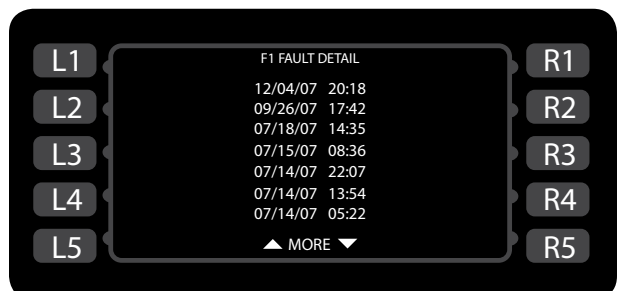 L1
F1 FAULT DETAIL
R1
12/04/07 20:18
L2
09/26/07 17:42
R2
07/18/07 14:35
L3
07/15/07 08:36
R3
07/14/07 22:07
L4
07/14/07 13:54
R4
07/14/07 05:22
L5
MORE
R5